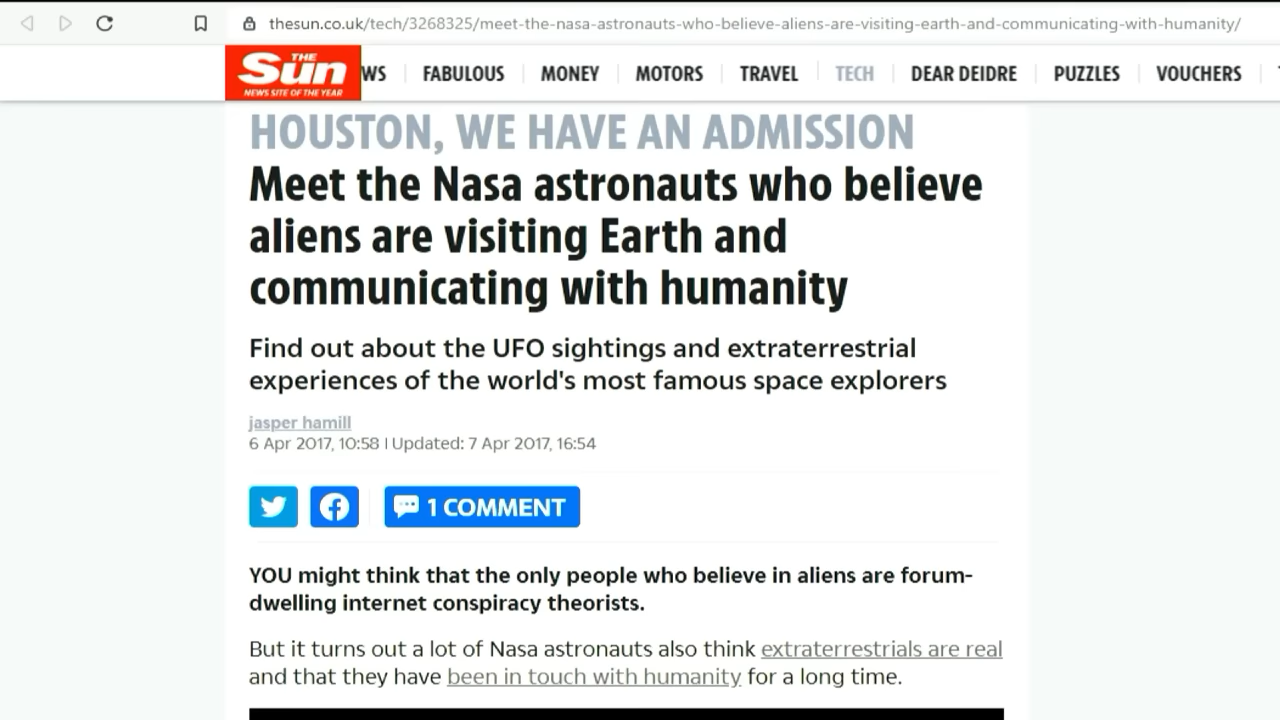 thesun.co.uk/tech/3268325/meet-the-nasa-astronauts-who-believe-aliens-are-visiting-earth-and-communicating-with-humanity/
THE
Sun
NEWS SITE OF THE YEAR
WS FABULOUS MONEY MOTORS TRAVEL TECH DEAR DEIDRE PUZZLES VOUCHERS
HOUSTON, WE HAVE AN ADMISSION
Meet the Nasa astronauts who believe
aliens are visiting Earth and
communicating with humanity
Find out about the UFO sightings and extraterrestrial
experiences of the world's most famous space explorers
jasper hamill
6 Apr 2017, 10:58 | Updated: 7 Apr 2017, 16:54
1 COMMENT
YOU might think that the only people who believe in aliens are forum-
dwelling internet conspiracy theorists.
But it turns out a lot of Nasa astronauts also think extraterrestrials are real
and that they have been in touch with humanity for a long time.